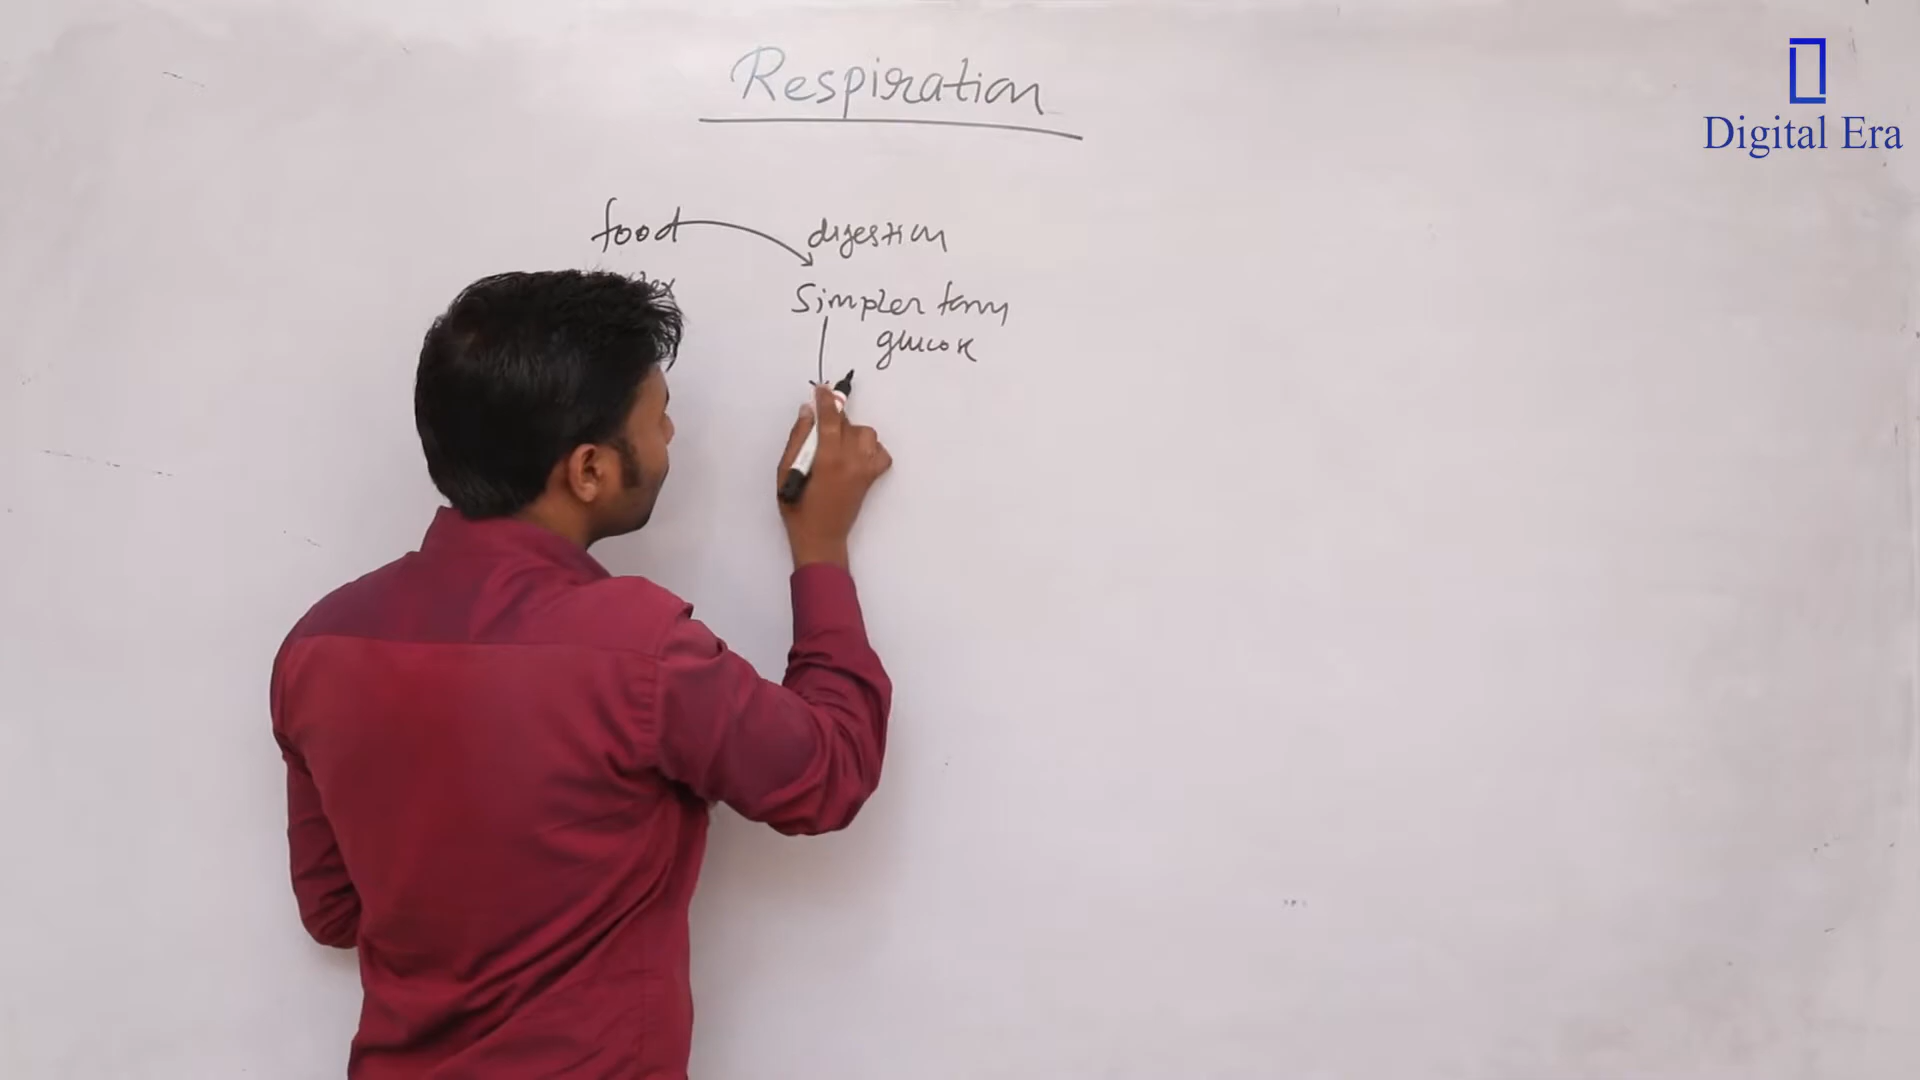 Respiration
Digital Era
food digestion
Simpler form
glucose